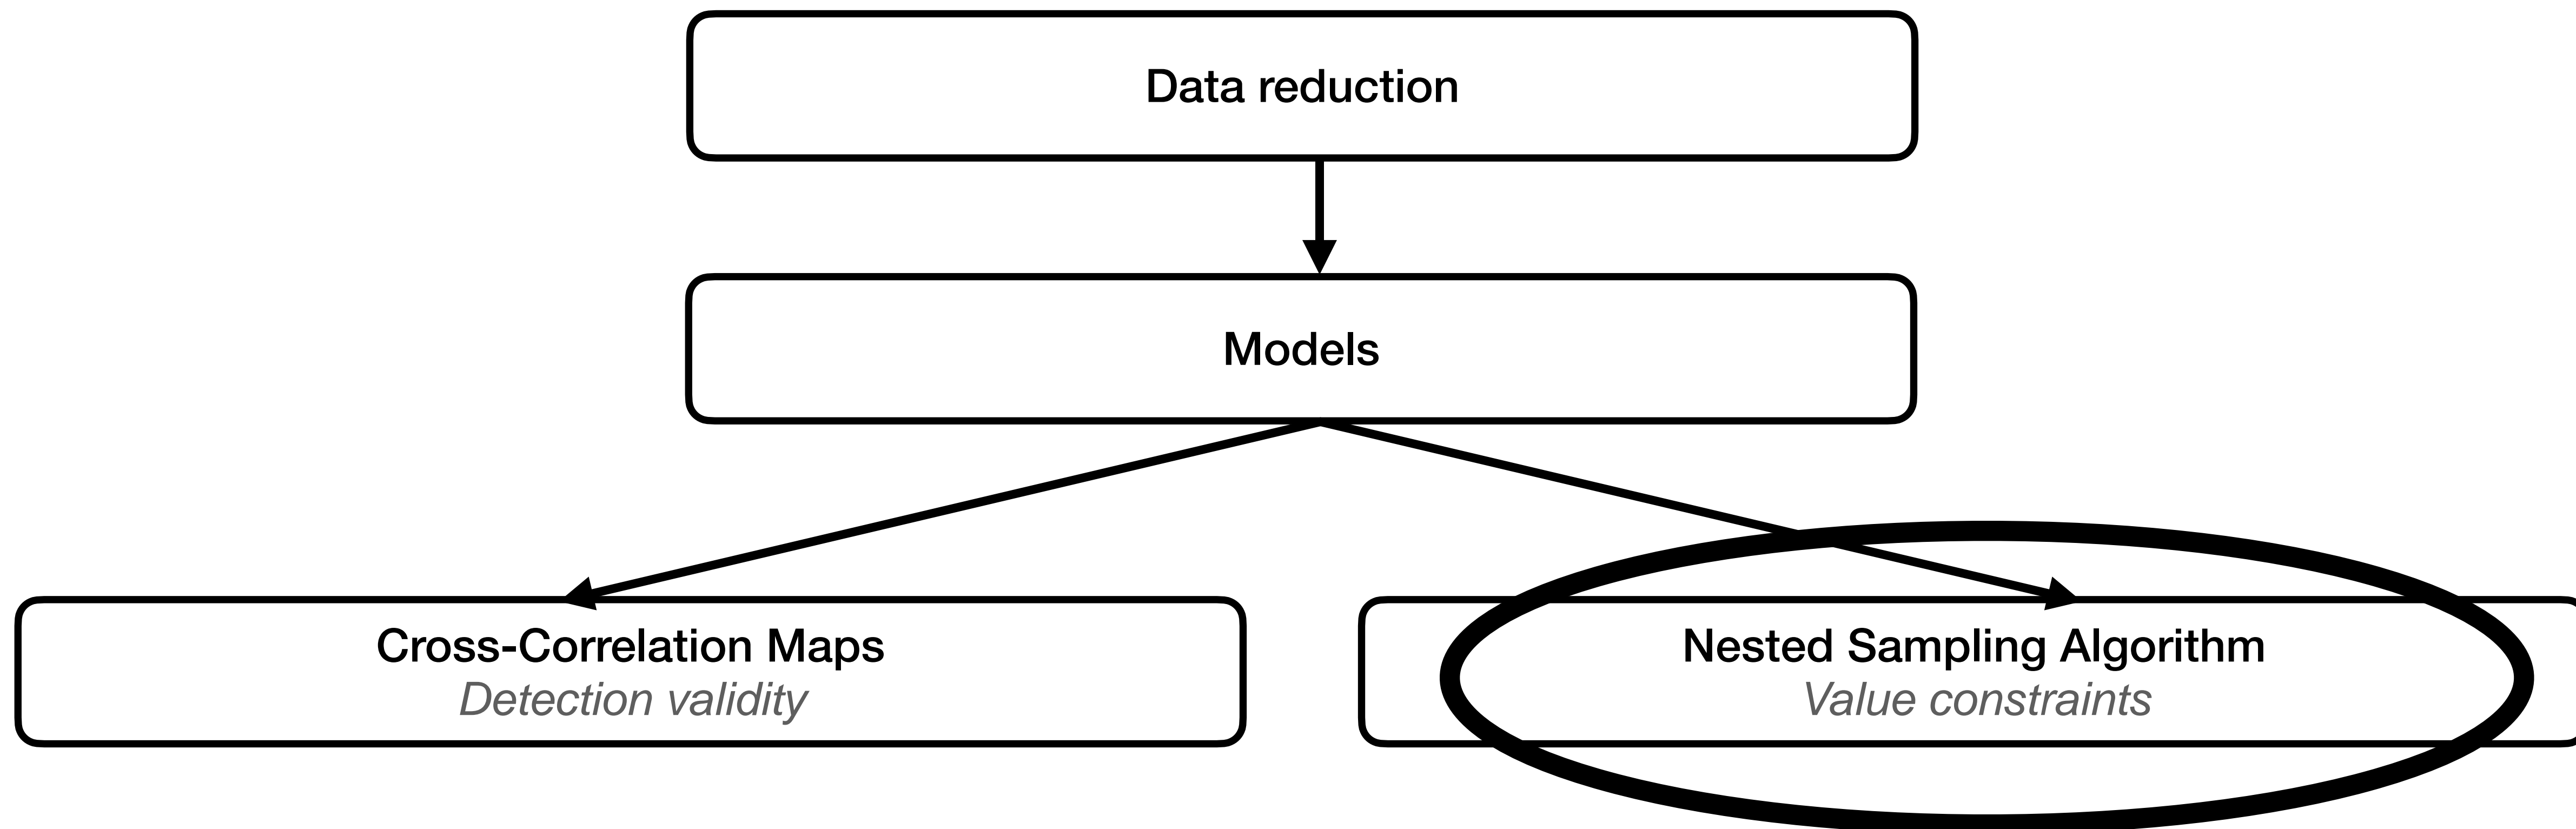 Data reduction
Models
Cross-Correlation Maps
Detection validity
Nested Sampling Algorithm
Value constraints